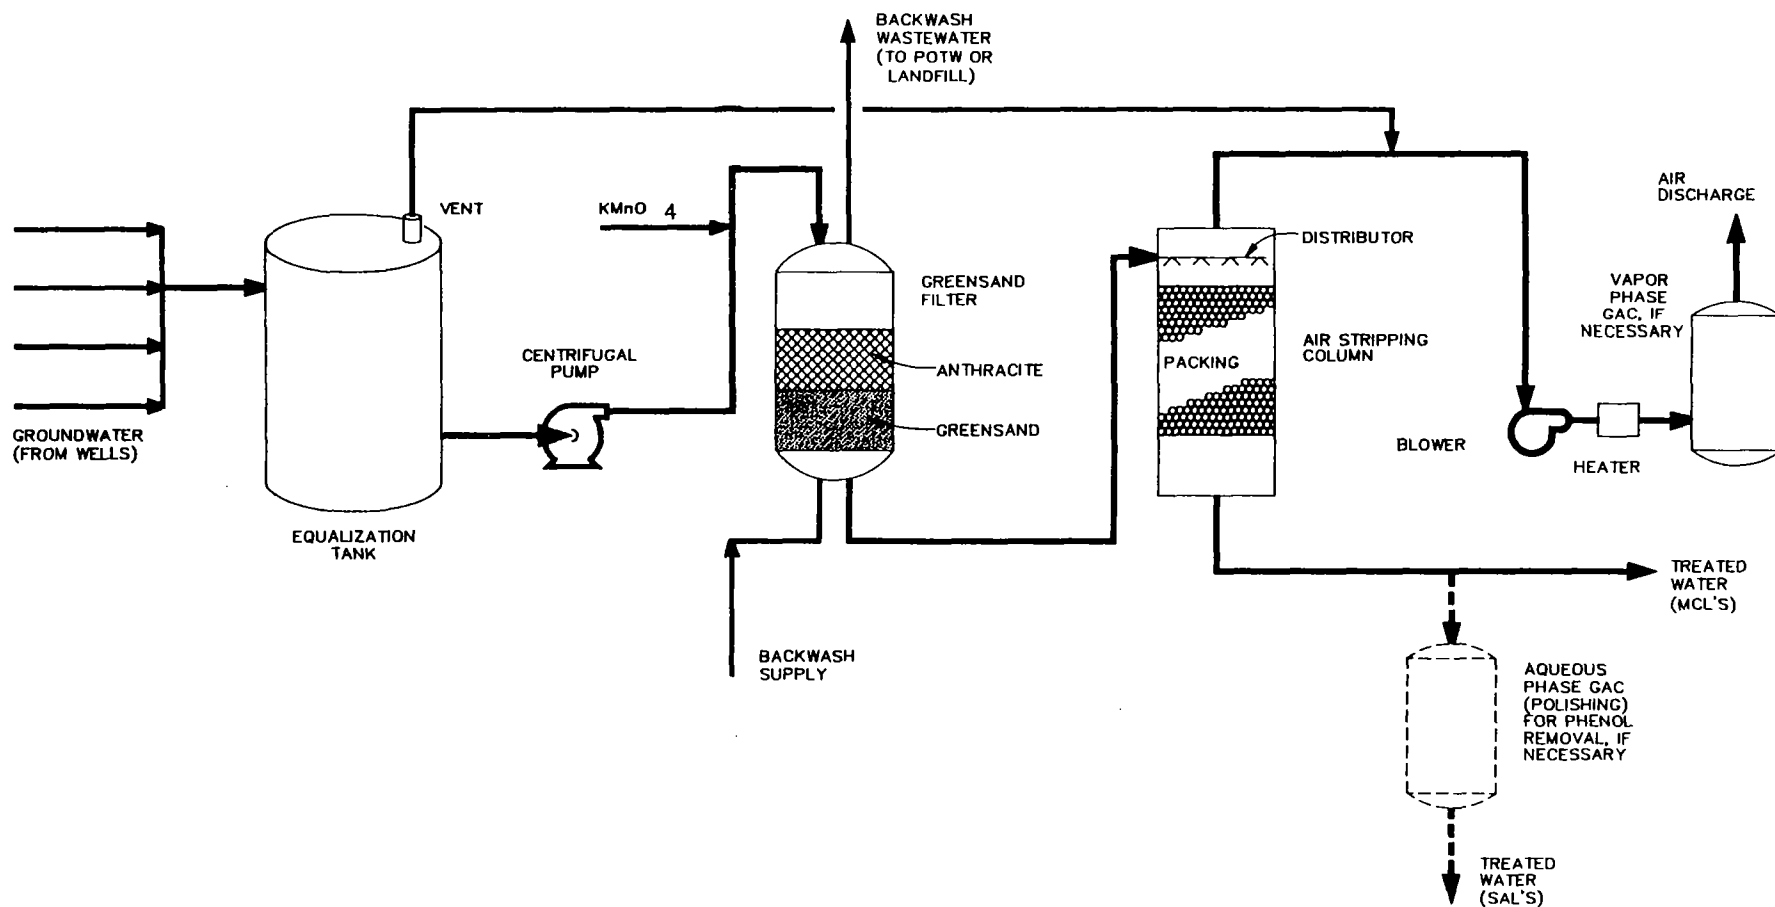 BACKWASH
WASTEWATER
(TO POTW OR
LANDFILL)
VENT
KMnO 4
AIR
DISCHARGE
DISTRIBUTOR
GREENSAND
FILTER
VAPOR
PHASE
GAC, IF
NECESSARY
CENTRIFUGAL
PUMP
AIR STRIPPING
COLUMN
PACKING
ANTHRACITE
GREENSAND
GROUNDWATER
(FROM WELLS)
BLOWER
HEATER
EQUALIZATION
TANK
TREATED
WATER
(MCL'S)
BACKWASH
SUPPLY
AQUEOUS
PHASE GAC
(POLISHING)
FOR PHENOL
REMOVAL, IF
NECESSARY
TREATED
WATER
(SAL'S)